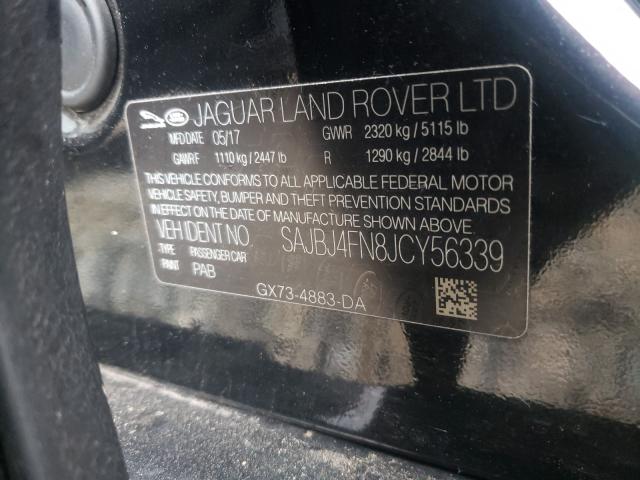 JAGUAR LAND ROVER LTD
MFD DATE 05/17 GVWR 2320 kg / 5115 lb
GAWR F 1110 kg / 2447 lb R 1290 kg / 2844 lb
THIS VEHICLE CONFORMS TO ALL APPLICABLE FEDERAL MOTOR
VEHICLE SAFETY, BUMPER AND THEFT PREVENTION STANDARDS
IN EFFECT ON THE DATE OF MANUFACTURE SHOWN ABOVE
VEH IDENT NO. SAJBJ4FN8JCY56339
TYPE PASSENGER CAR
PAINT PAB
GX73-4883-DA